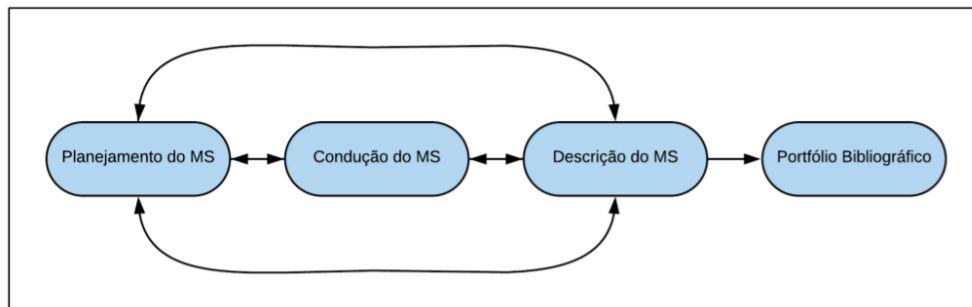 Planejamento do MS
Condução do MS
Descrição do MS
Portfólio Bibliográfico